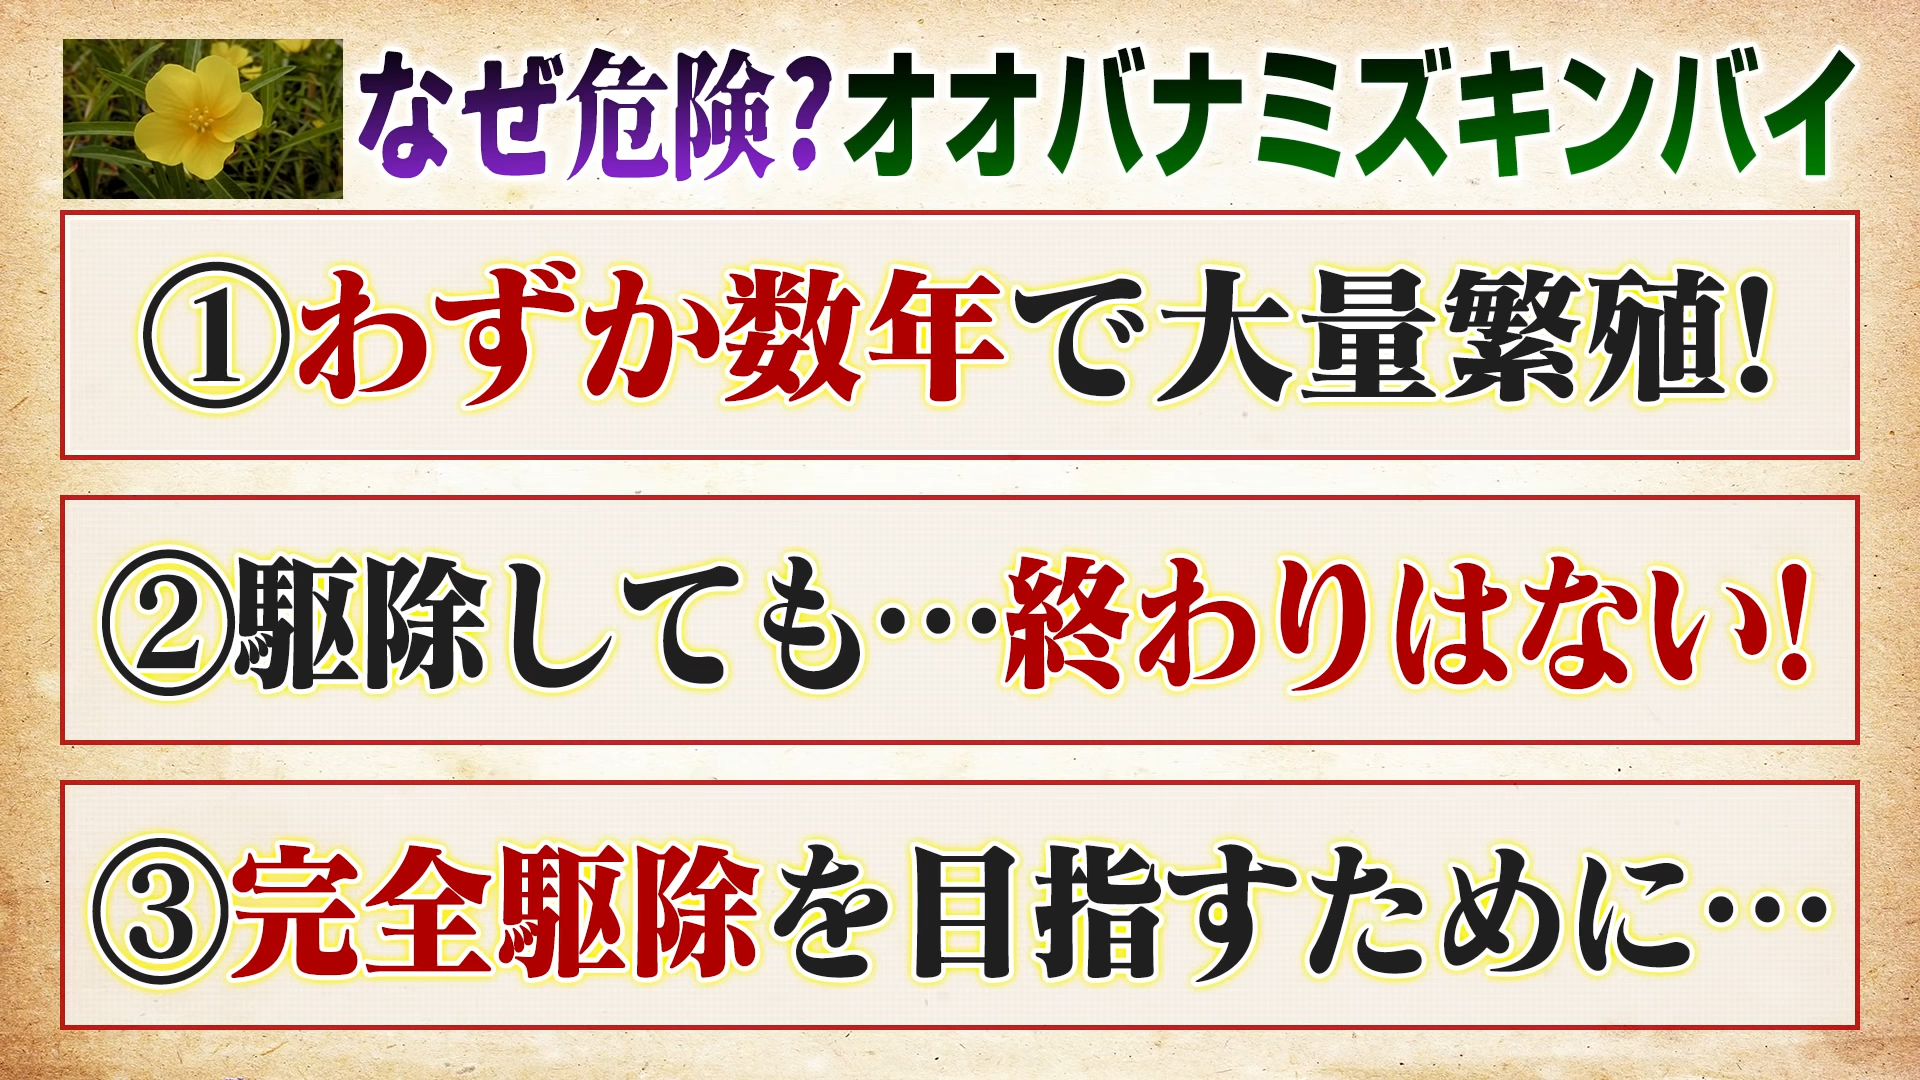 なぜ危険?オオバナミズキンバイ
①わずか数年で大量繁殖!
②駆除しても…終わりはない!
③完全駆除を目指すために…